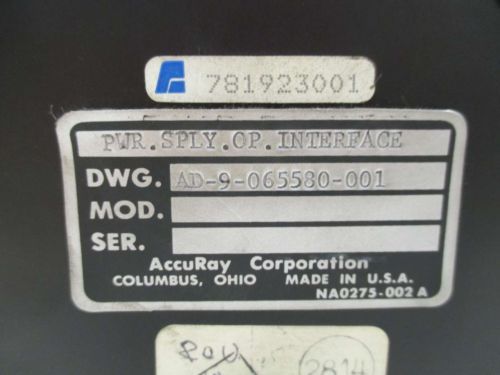 781923001
PWR.SPLY.OP.INTERFACE
DWG. AD-9-065580-001
MOD.
SER.
AccuRay Corporation
COLUMBUS, OHIO MADE IN U.S.A.
NA0275-002 A
2814